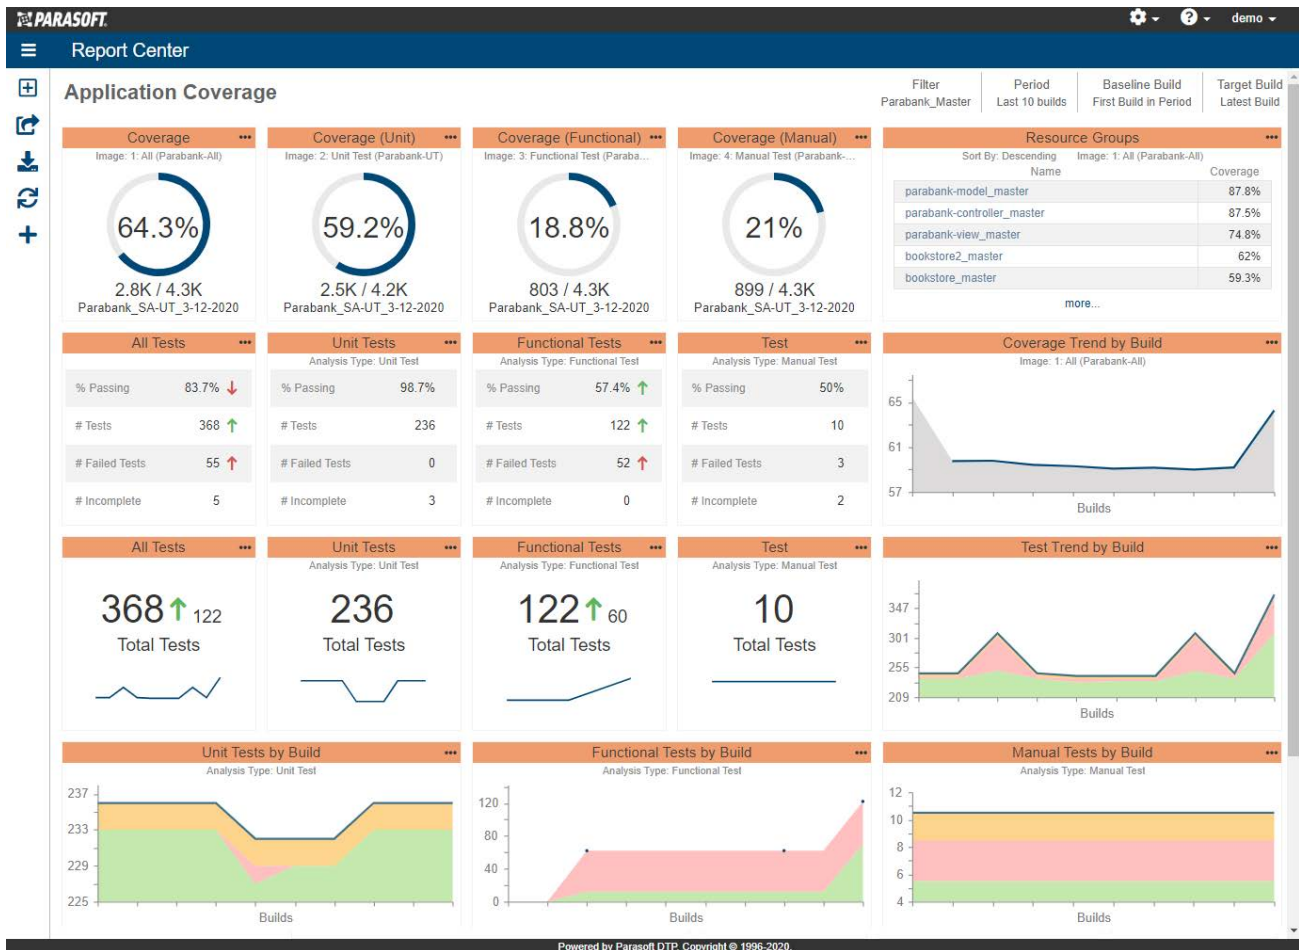 PARASOFT.
demo
Report Center
Application Coverage
Filter
Parabank_Master
Period
Last 10 builds
Baseline Build
First Build in Period
Target Build
Latest Build
Coverage
Image: 1: All (Parabank-All)
64.3%
2.8K / 4.3K
Parabank_SA-UT_3-12-2020
Coverage (Unit)
Image: 2: Unit Test (Parabank-UT)
59.2%
2.5K / 4.2K
Parabank_SA-UT_3-12-2020
Coverage (Functional)
Image: 3: Functional Test (Paraba...
18.8%
803 / 4.3K
Parabank_SA-UT_3-12-2020
Coverage (Manual)
Image: 4: Manual Test (Parabank-...
21%
899 / 4.3K
Parabank_SA-UT_3-12-2020
Resource Groups
Sort By: Descending Image: 1: All (Parabank-All)
Name Coverage
parabank-model_master 87.8%
parabank-controller_master 87.5%
parabank-view_master 74.8%
bookstore2_master 62%
bookstore_master 59.3%
more...
All Tests
% Passing 83.7%
# Tests 368
# Failed Tests 55
# Incomplete 5
Unit Tests
Analysis Type: Unit Test
% Passing 98.7%
# Tests 236
# Failed Tests 0
# Incomplete 3
Functional Tests
Analysis Type: Functional Test
% Passing 57.4%
# Tests 122
# Failed Tests 52
# Incomplete 0
Test
Analysis Type: Manual Test
% Passing 50%
# Tests 10
# Failed Tests 3
# Incomplete 2
Coverage Trend by Build
Image: 1: All (Parabank-All)
65
61
57
Builds
All Tests
368 122
Total Tests
Unit Tests
Analysis Type: Unit Test
236
Total Tests
Functional Tests
Analysis Type: Functional Test
122 60
Total Tests
Test
Analysis Type: Manual Test
10
Total Tests
Test Trend by Build
347
301
255
209
Builds
Unit Tests by Build
Analysis Type: Unit Test
237
233
229
225
Builds
Functional Tests by Build
Analysis Type: Functional Test
120
80
40
0
Builds
Manual Tests by Build
Analysis Type: Manual Test
12
10
8
6
4
Builds
Powered by Parasoft DTP. Copyright © 1996-2020.